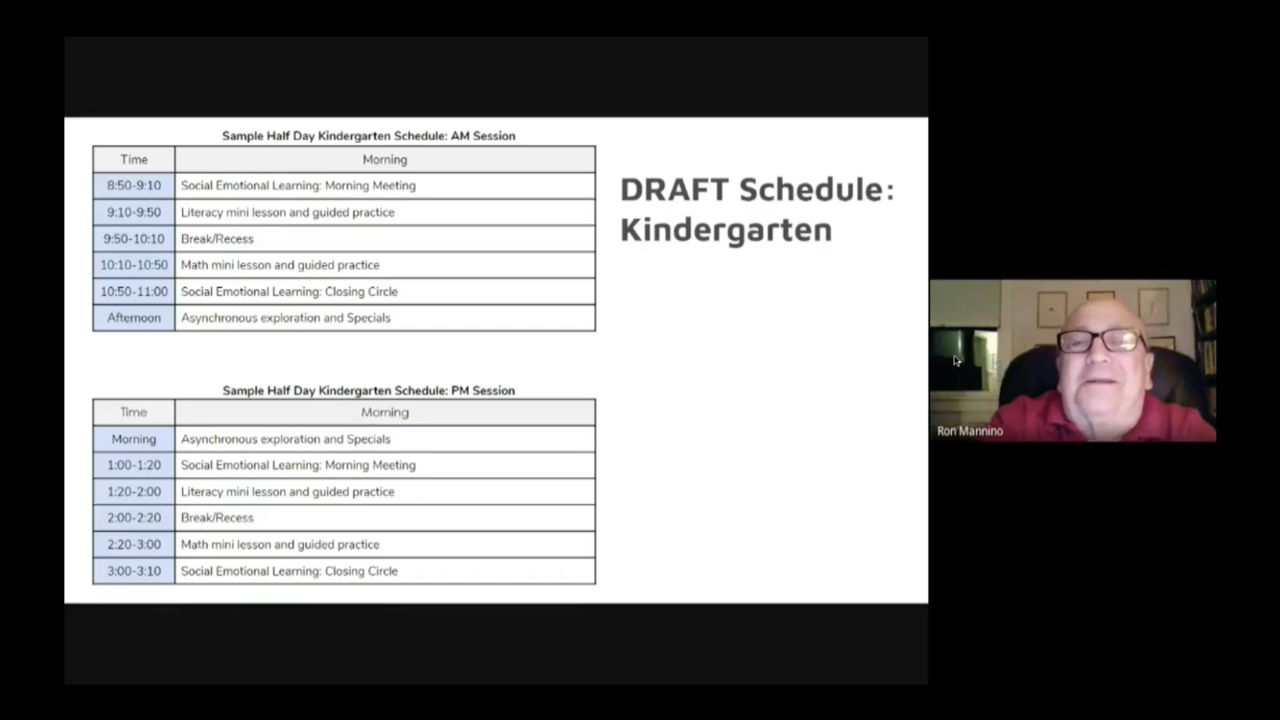 Sample Half Day Kindergarten Schedule: AM Session
Time Morning
8:50-9:10 Social Emotional Learning: Morning Meeting
9:10-9:50 Literacy mini lesson and guided practice
9:50-10:10 Break/Recess
10:10-10:50 Math mini lesson and guided practice
10:50-11:00 Social Emotional Learning: Closing Circle
Afternoon Asynchronous exploration and Specials
Sample Half Day Kindergarten Schedule: PM Session
Time Morning
Morning Asynchronous exploration and Specials
1:00-1:20 Social Emotional Learning: Morning Meeting
1:20-2:00 Literacy mini lesson and guided practice
2:00-2:20 Break/Recess
2:20-3:00 Math mini lesson and guided practice
3:00-3:10 Social Emotional Learning: Closing Circle
DRAFT Schedule:
Kindergarten
Ron Mannino